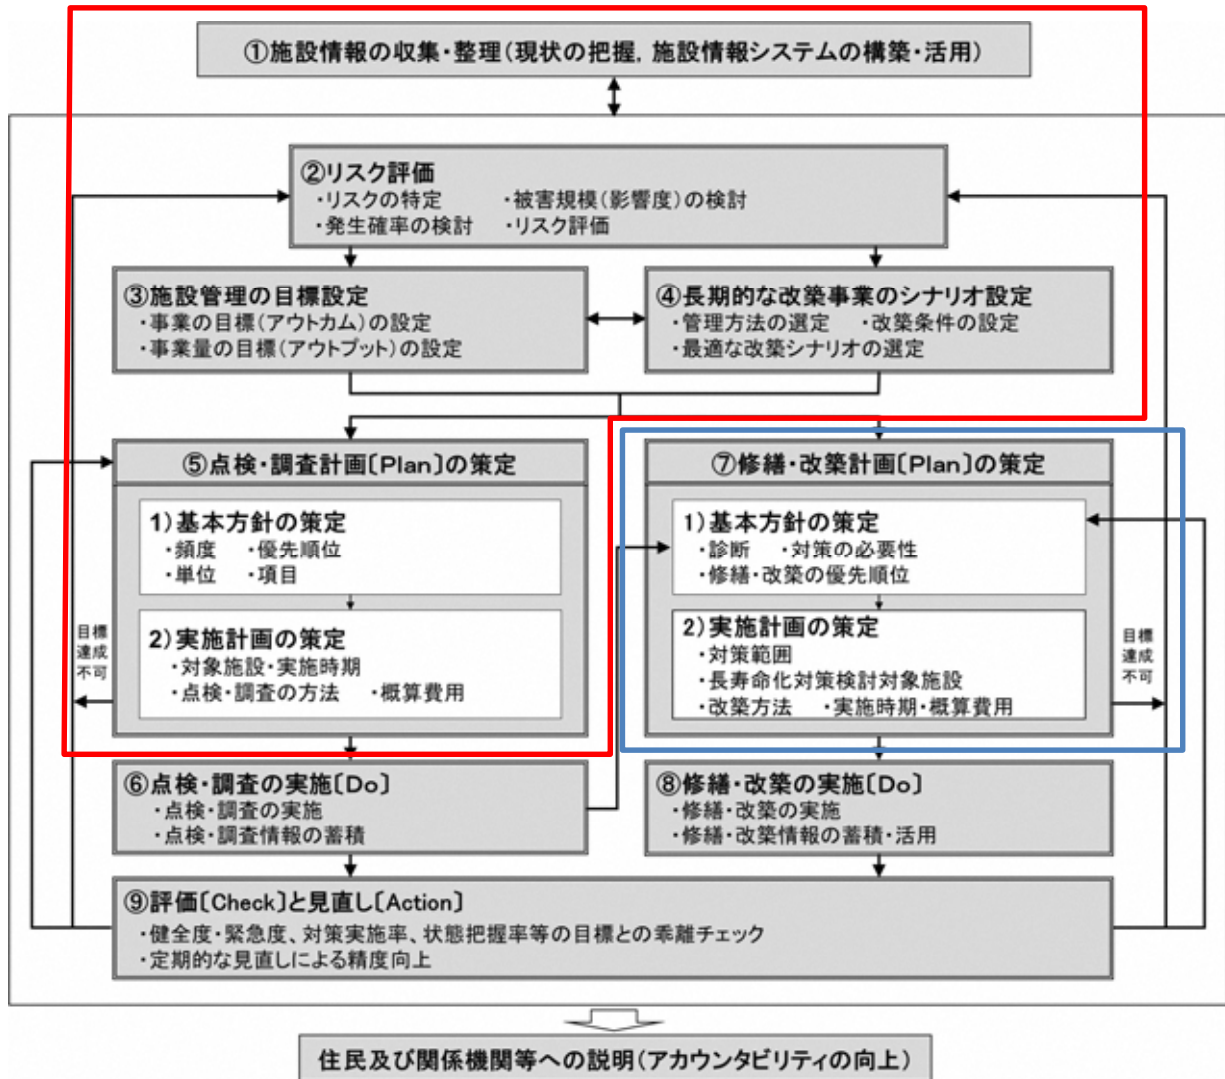 ①施設情報の収集・整理(現状の把握, 施設情報システムの構築・活用)
②リスク評価
・リスクの特定 ・被害規模(影響度)の検討
・発生確率の検討 ・リスク評価
③施設管理の目標設定
・事業の目標(アウトカム)の設定
・事業量の目標(アウトプット)の設定
④長期的な改築事業のシナリオ設定
・管理方法の選定 ・改築条件の設定
・最適な改築シナリオの選定
⑤点検・調査計画[Plan]の策定
1)基本方針の策定
・頻度 ・優先順位
・単位 ・項目
2)実施計画の策定
・対象施設・実施時期
・点検・調査の方法 ・概算費用
目標
達成
不可
⑦修繕・改築計画[Plan]の策定
1)基本方針の策定
・診断 ・対策の必要性
・修繕・改築の優先順位
2)実施計画の策定
・対策範囲
・長寿命化対策検討対象施設
・改築方法 ・実施時期・概算費用
目標
達成
不可
⑥点検・調査の実施[Do]
・点検・調査の実施
・点検・調査情報の蓄積
⑧修繕・改築の実施[Do]
・修繕・改築の実施
・修繕・改築情報の蓄積・活用
⑨評価[Check]と見直し[Action]
・健全度・緊急度、対策実施率、状態把握率等の目標との乖離チェック
・定期的な見直しによる精度向上
住民及び関係機関等への説明(アカウンタビリティの向上)